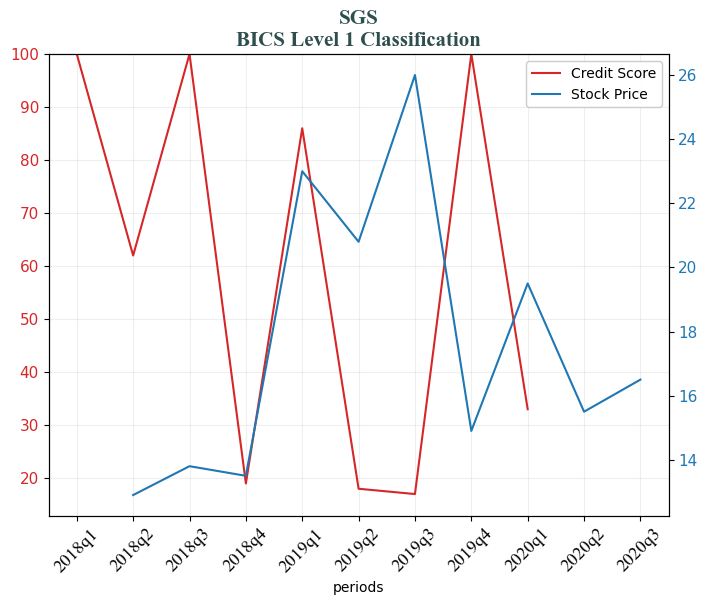 SGS
BICS Level 1 Classification
Credit Score
Stock Price
100
90
80
70
60
50
40
30
20
26
24
22
20
18
16
14
2018q1
2018q2
2018q3
2018q4
2019q1
2019q2
2019q3
2019q4
2020q1
2020q2
2020q3
periods